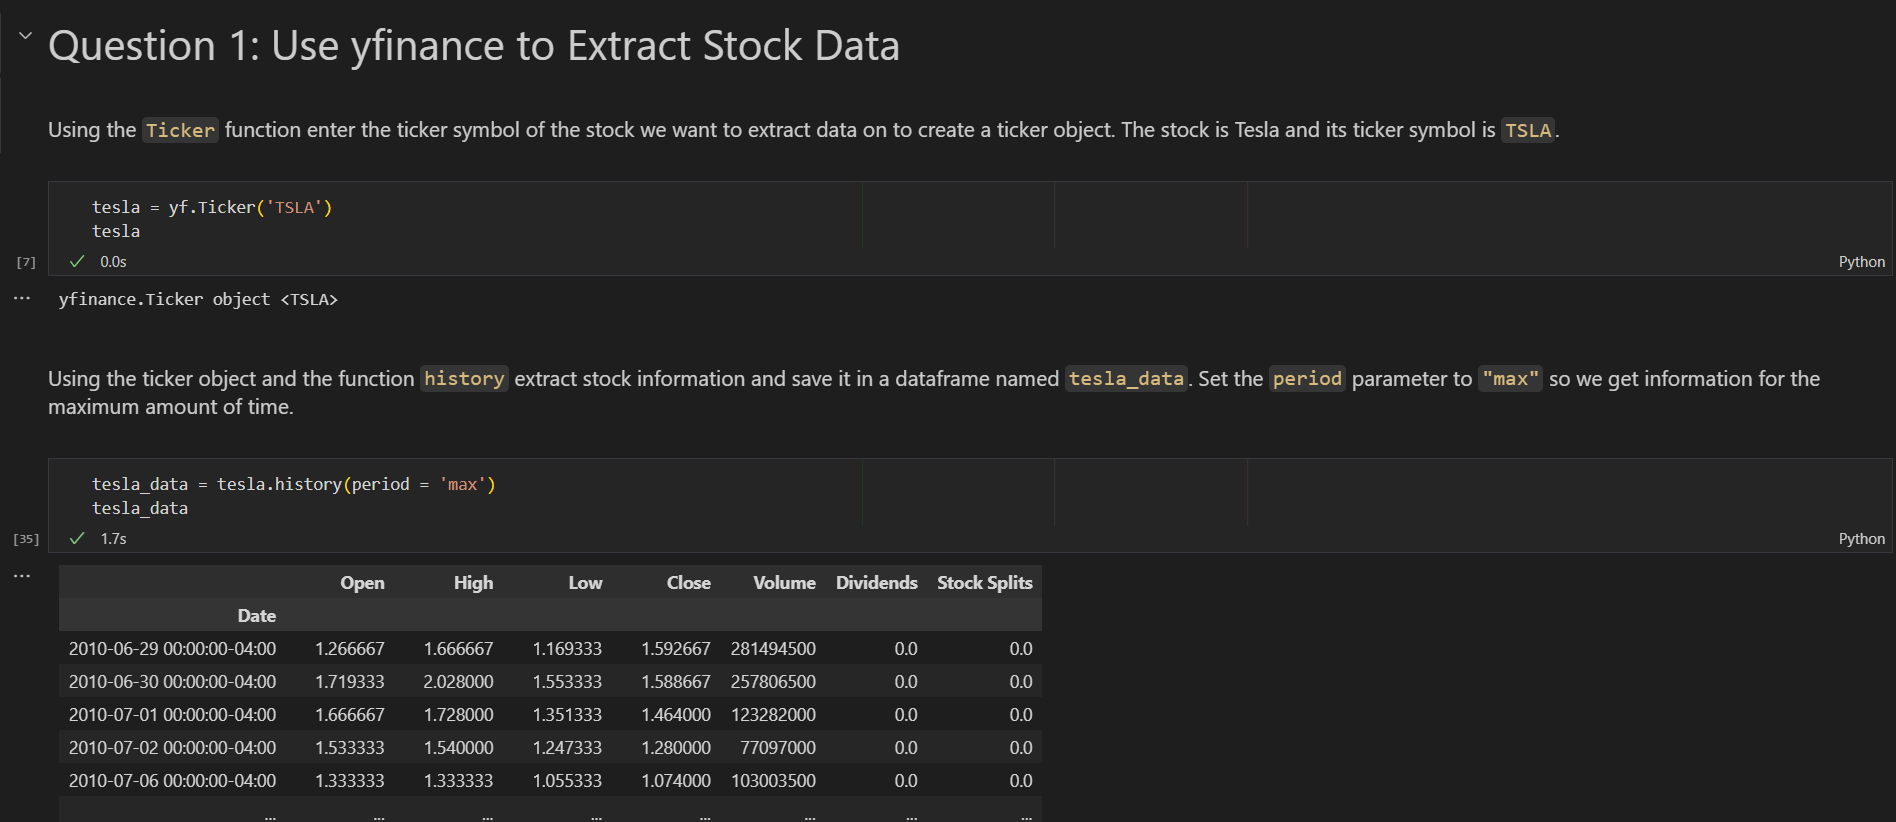 Question 1: Use yfinance to Extract Stock Data
Using the Ticker function enter the ticker symbol of the stock we want to extract data on to create a ticker object. The stock is Tesla and its ticker symbol is TSLA.
tesla = yf.Ticker('TSLA')
tesla
[7] 0.0s Python
... yfinance.Ticker object <TSLA>
Using the ticker object and the function history extract stock information and save it in a dataframe named tesla_data. Set the period parameter to "max" so we get information for the
maximum amount of time.
tesla_data = tesla.history(period = 'max')
tesla_data
[35] 1.7s Python
... Open High Low Close Volume Dividends Stock Splits
Date
2010-06-29 00:00:00-04:00 1.266667 1.666667 1.169333 1.592667 281494500 0.0 0.0
2010-06-30 00:00:00-04:00 1.719333 2.028000 1.553333 1.588667 257806500 0.0 0.0
2010-07-01 00:00:00-04:00 1.666667 1.728000 1.351333 1.464000 123282000 0.0 0.0
2010-07-02 00:00:00-04:00 1.533333 1.540000 1.247333 1.280000 77097000 0.0 0.0
2010-07-06 00:00:00-04:00 1.333333 1.333333 1.055333 1.074000 103003500 0.0 0.0
... ... ... ... ... ... ... ...